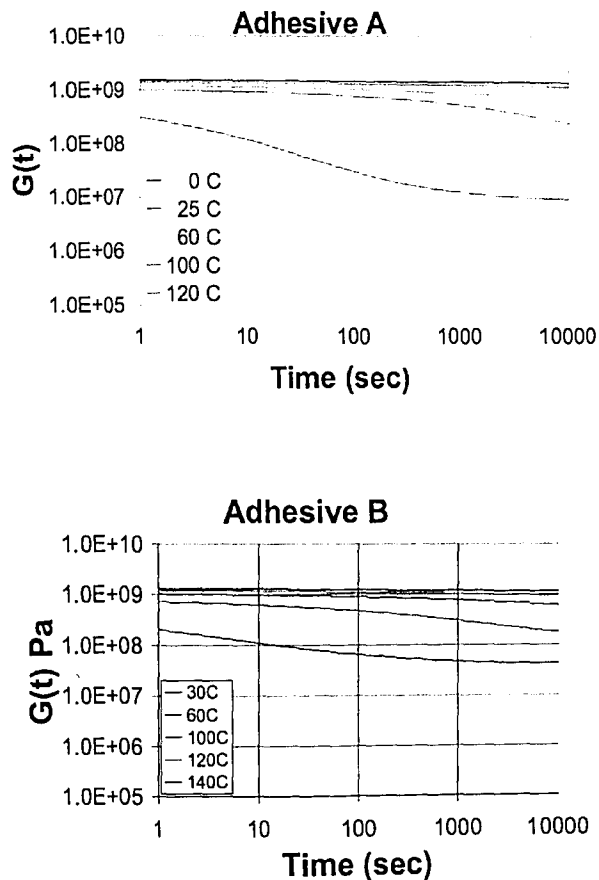 Adhesive A
1.0E+10
1.0E+09
1.0E+08
1.0E+07
1.0E+06
1.0E+05
G(t)
0 C
25 C
60 C
100 C
120 C
1 10 100 1000 10000
Time (sec)
Adhesive B
1.0E+10
1.0E+09
1.0E+08
1.0E+07
1.0E+06
1.0E+05
G(t) Pa
30C
60C
100C
120C
140C
1 10 100 1000 10000
Time (sec)